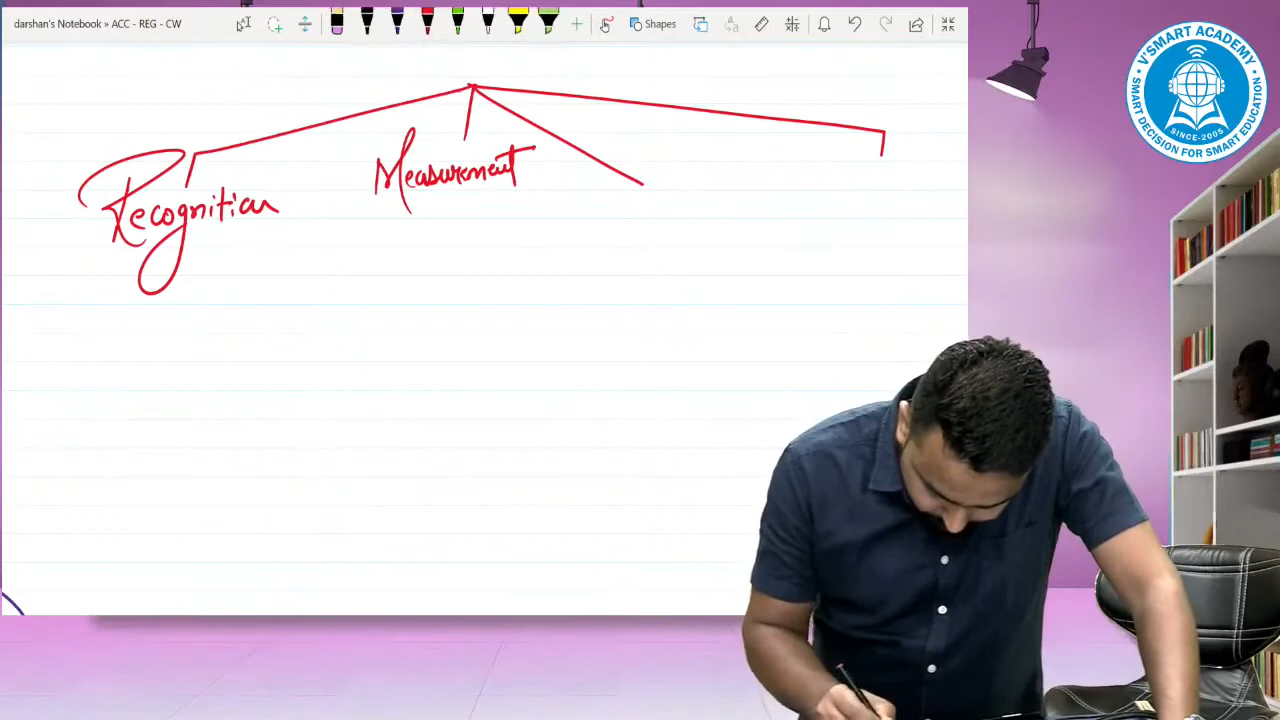 darshan's Notebook » ACC - REG - CW
Shapes
Recognition
Measurement
V'SMART ACADEMY
SINCE-2005
SMART DECISION FOR SMART EDUCATION